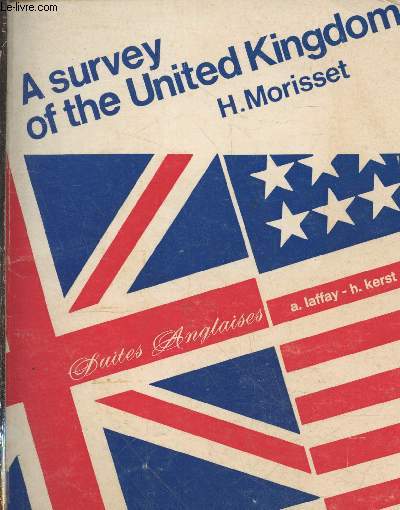 Le-Livre.com
A survey
of the United Kingdom
H.Morisset
a. laffay - h. kerst
Suites Anglaises